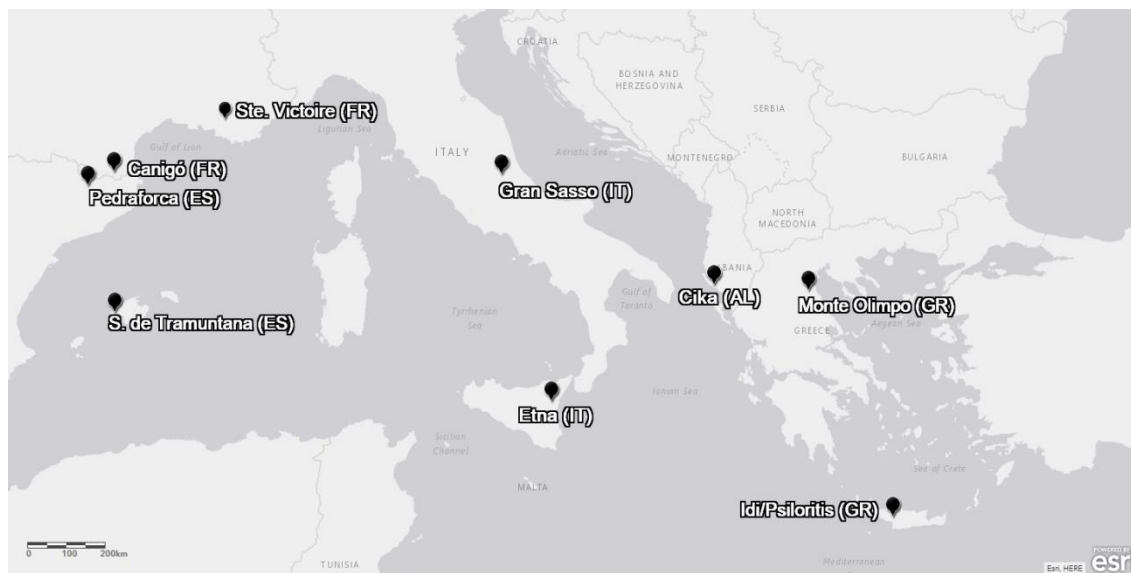 CROATIA
BOSNIA AND
HERZEGOVINA
SERBIA
Ste. Victoire (FR)
Ligurian Sea
Gulf of Lion
ITALY
Adriatic Sea
MONTENEGRO
BULGARIA
Canigó (FR)
Pedraforca (ES)
Gran Sasso (IT)
NORTH
MACEDONIA
ALBANIA
Cika (AL)
Monte Olimpo (GR)
S. de Tramuntana (ES)
Tyrrhenian
Sea
Gulf of
Toranto
GREECE
Aegean Sea
Etna (IT)
Ionian Sea
Sicilian
Channel
Sea of Crete
MALTA
Idi/Psiloritis (GR)
0 100 200km
TUNISIA
Mediterranean
Esri, HERE
POWERED BY
esri